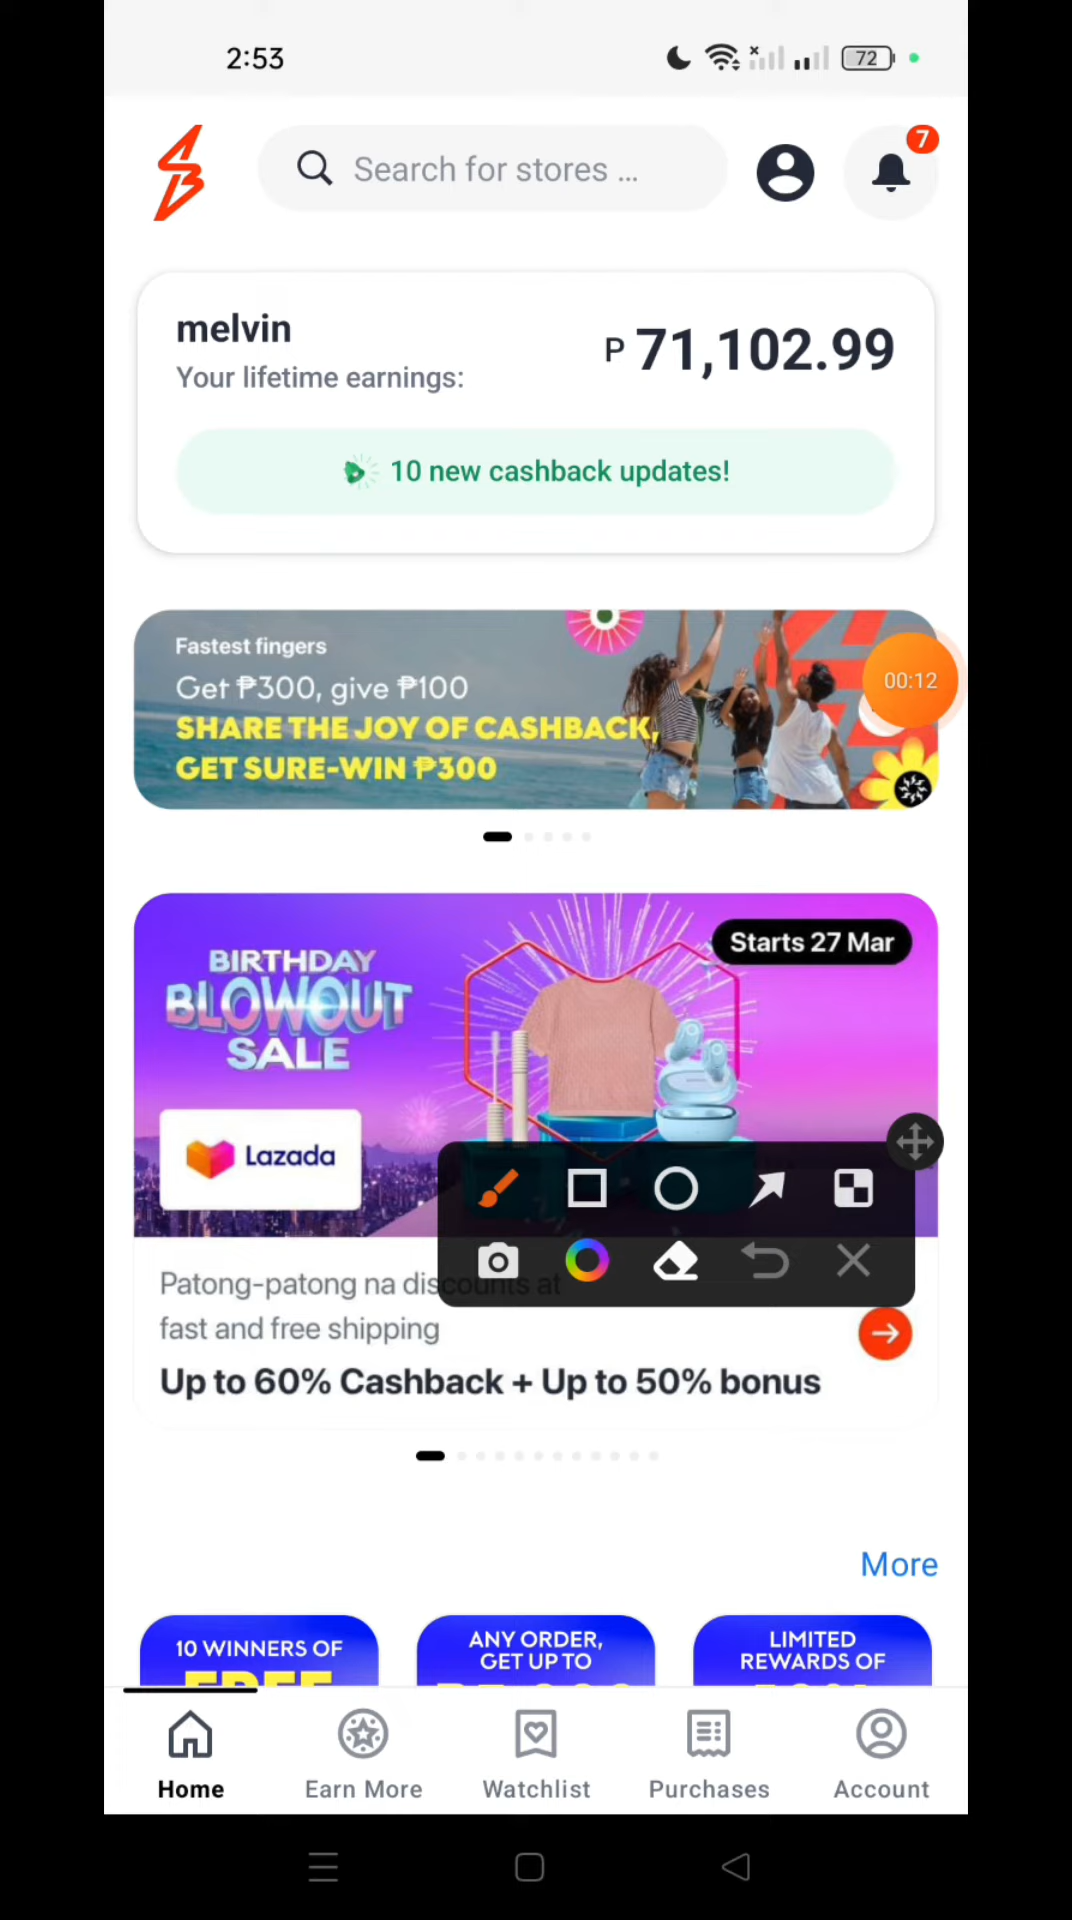 2:53
72
Search for stores ...
7
melvin
Your lifetime earnings:
P 71,102.99
10 new cashback updates!
Fastest fingers
Get ₱300, give ₱100
SHARE THE JOY OF CASHBACK,
GET SURE-WIN ₱300
00:12
Starts 27 Mar
BIRTHDAY
BLOWOUT
SALE
Lazada
Patong-patong na discounts at
fast and free shipping
Up to 60% Cashback + Up to 50% bonus
More
10 WINNERS OF
FREE
ANY ORDER,
GET UP TO
LIMITED
REWARDS OF
Home
Earn More
Watchlist
Purchases
Account